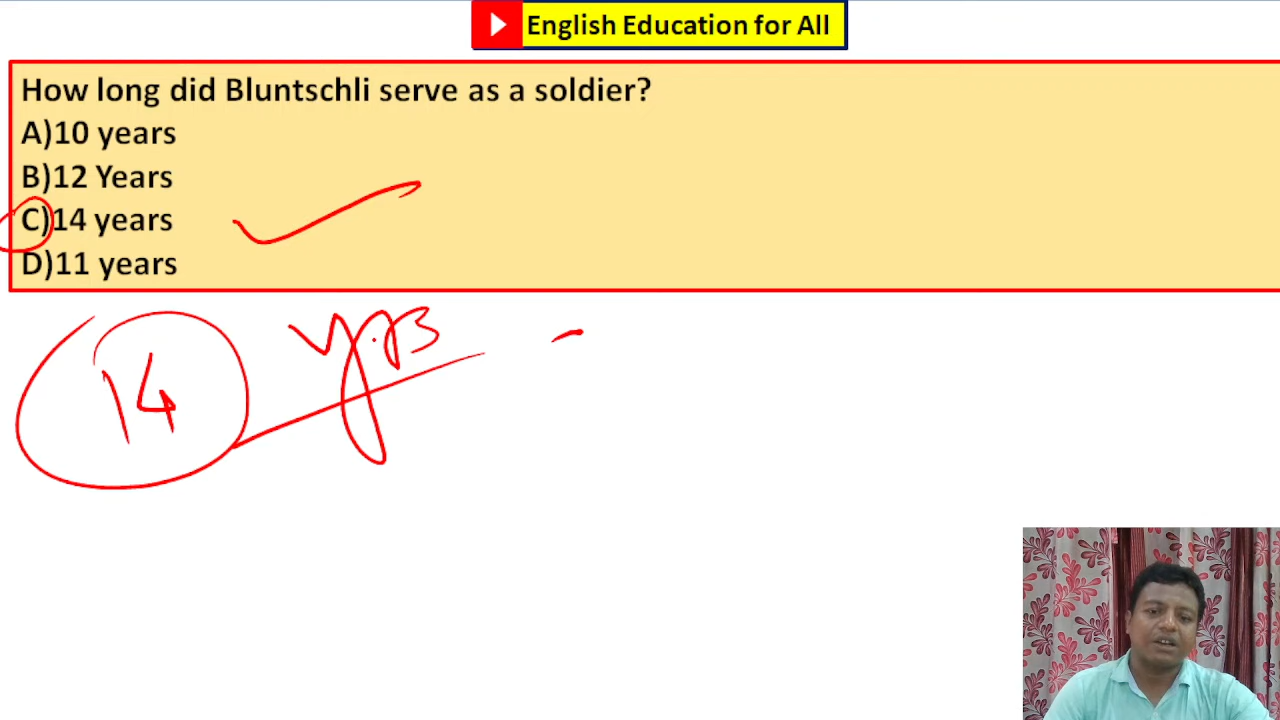 English Education for All
How long did Bluntschli serve as a soldier?
A)10 years
B)12 Years
C)14 years
D)11 years
14 yrs